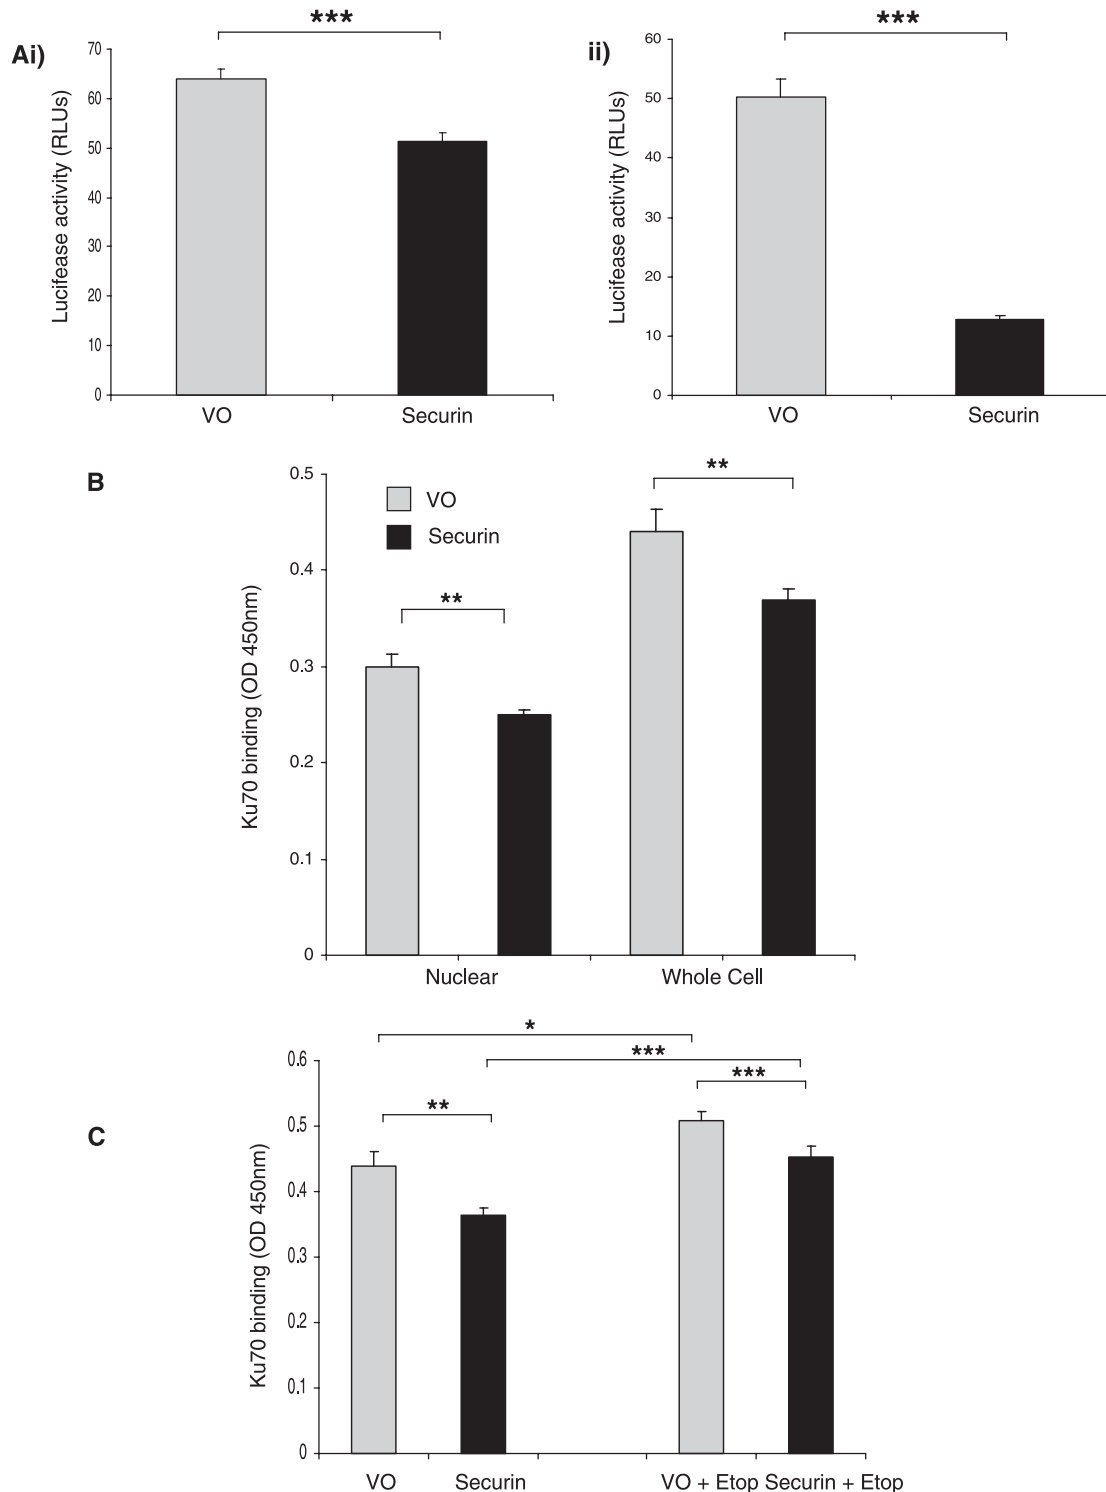 Ai)
***
Lucifease activity (RLUs)
70
60
50
40
30
20
10
0
VO
Securin
ii)
***
Lucifease activity (RLUs)
60
50
40
50
30
20
10
0
VO
Securin
B
VO
Securin
**
**
Ku70 binding (OD 450nm)
0.5
0.4
0.3
0.2
0.1
0
Nuclear
Whole Cell
C
*
***
***
**
Ku70 binding (OD 450nm)
0.6
0.5
0.4
0.3
0.2
0.1
0
VO
Securin
VO + Etop
Securin + Etop